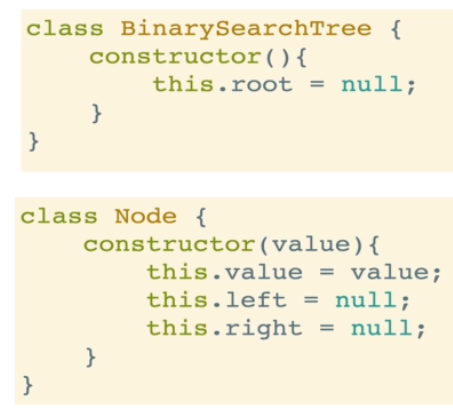 class BinarySearchTree {
    constructor(){
        this.root = null;
    }
}
class Node {
    constructor(value){
        this.value = value;
        this.left = null;
        this.right = null;
    }
}